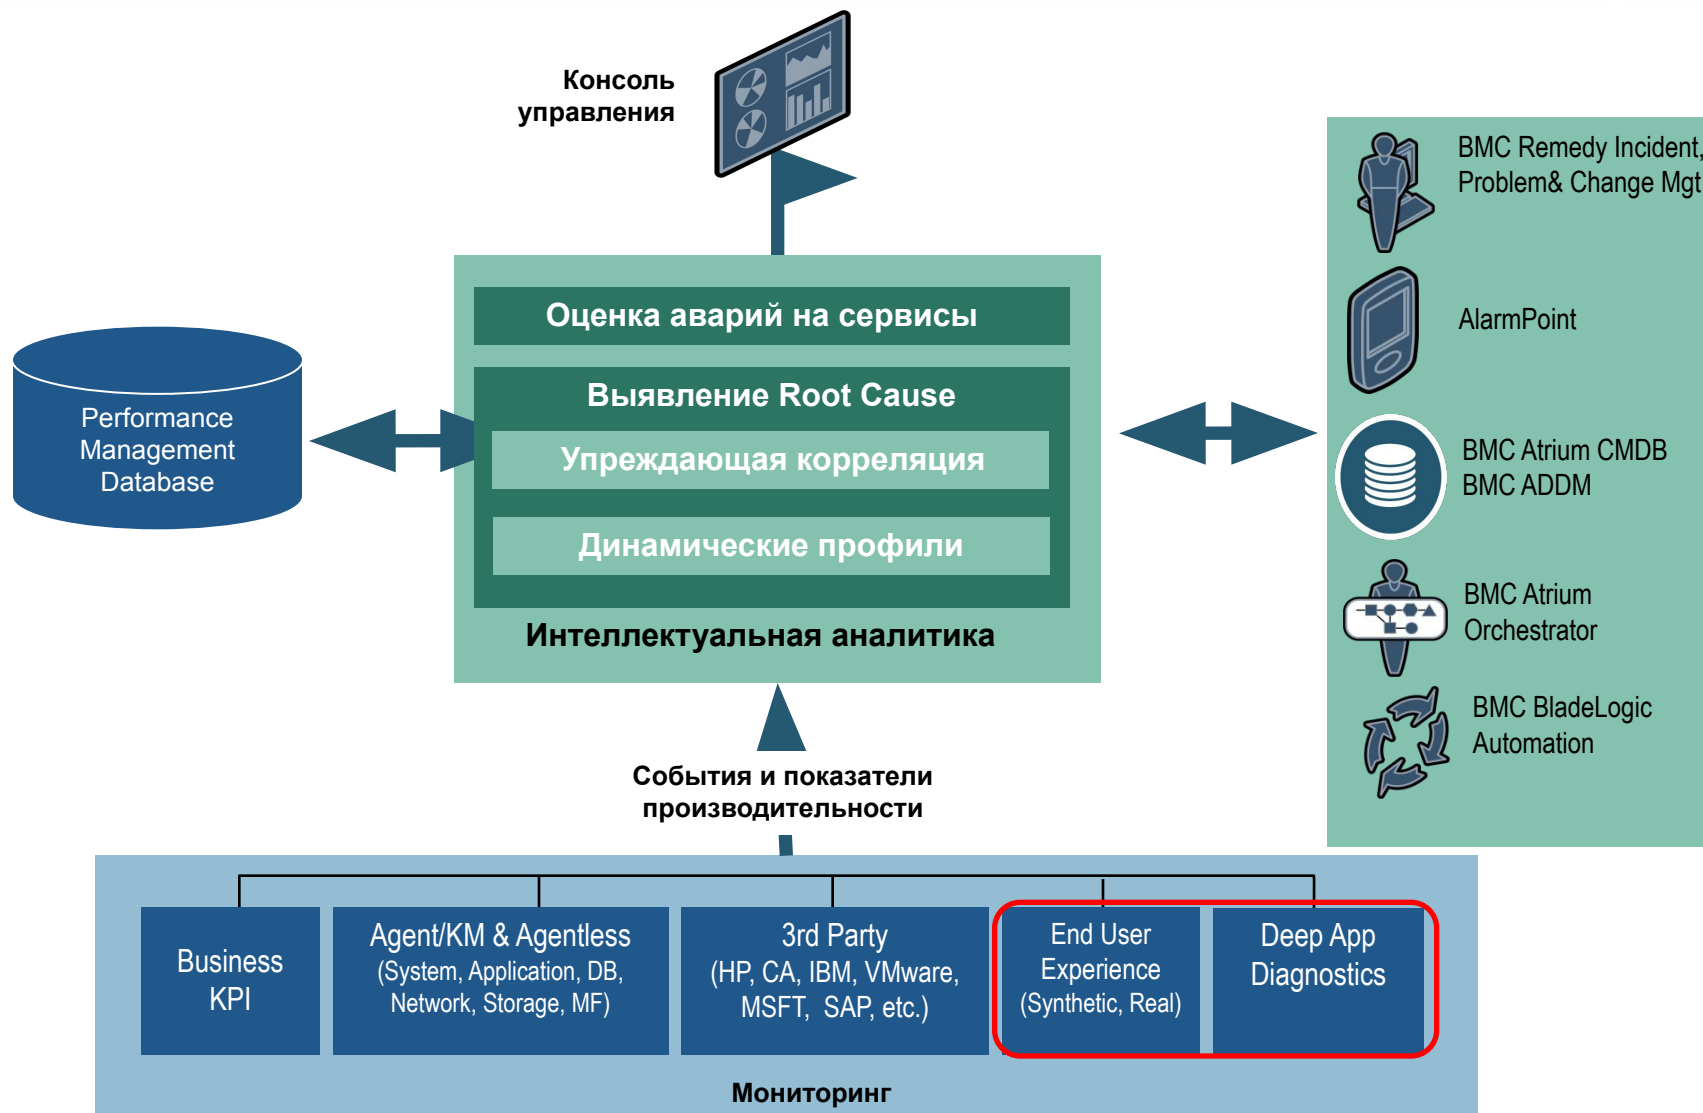 Консоль
управления
BMC Remedy Incident,
Problem& Change Mgt
AlarmPoint
BMC Atrium CMDB
BMC ADDM
BMC Atrium
Orchestrator
BMC BladeLogic
Automation
Оценка аварий на сервисы
Выявление Root Cause
Упреждающая корреляция
Динамические профили
Интеллектуальная аналитика
Performance
Management
Database
События и показатели
производительности
Business
KPI
Agent/KM & Agentless
(System, Application, DB,
Network, Storage, MF)
3rd Party
(HP, CA, IBM, VMware,
MSFT, SAP, etc.)
End User
Experience
(Synthetic, Real)
Deep App
Diagnostics
Мониторинг